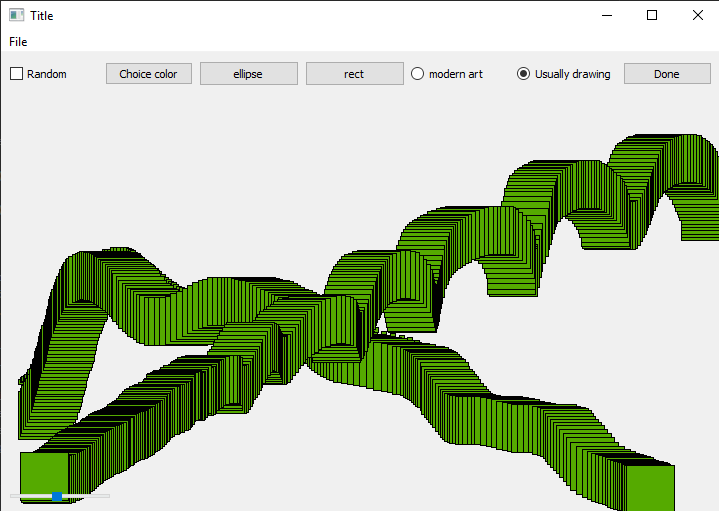 Title
File
Random Choice color ellipse rect modern art Usually drawing Done